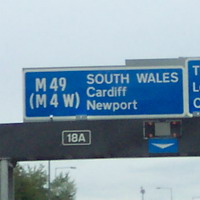 M 49
(M 4 W)
SOUTH WALES
Cardiff
Newport
18A